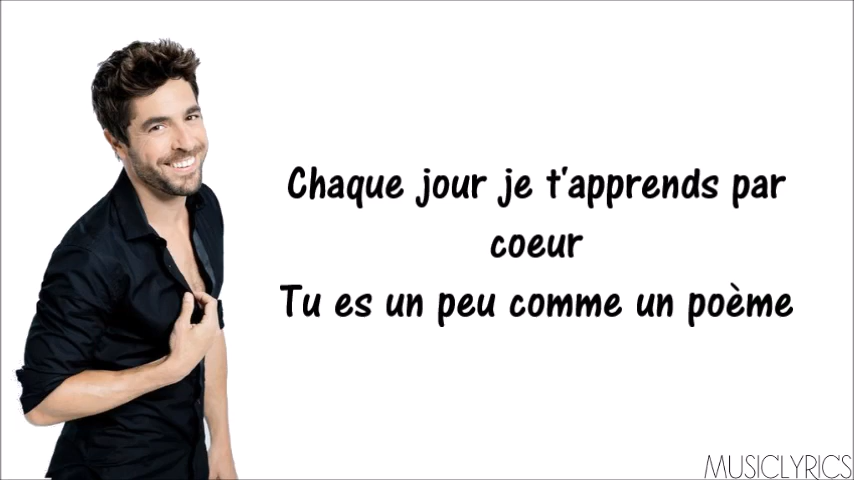 Chaque jour je t'apprends par
coeur
Tu es un peu comme un poème
MUSICLYRICS